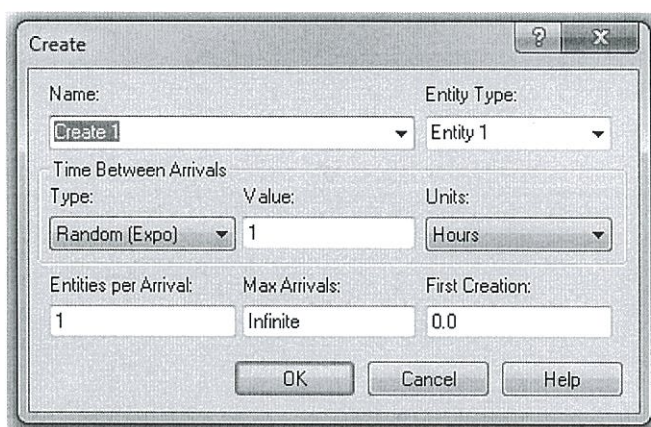 Create
Name:
Entity Type:
Create 1
Entity 1
Time Between Arrivals
Type:
Value:
Units:
Random (Expo)
1
Hours
Entities per Arrival:
Max Arrivals:
First Creation:
1
Infinite
0.0
OK
Cancel
Help